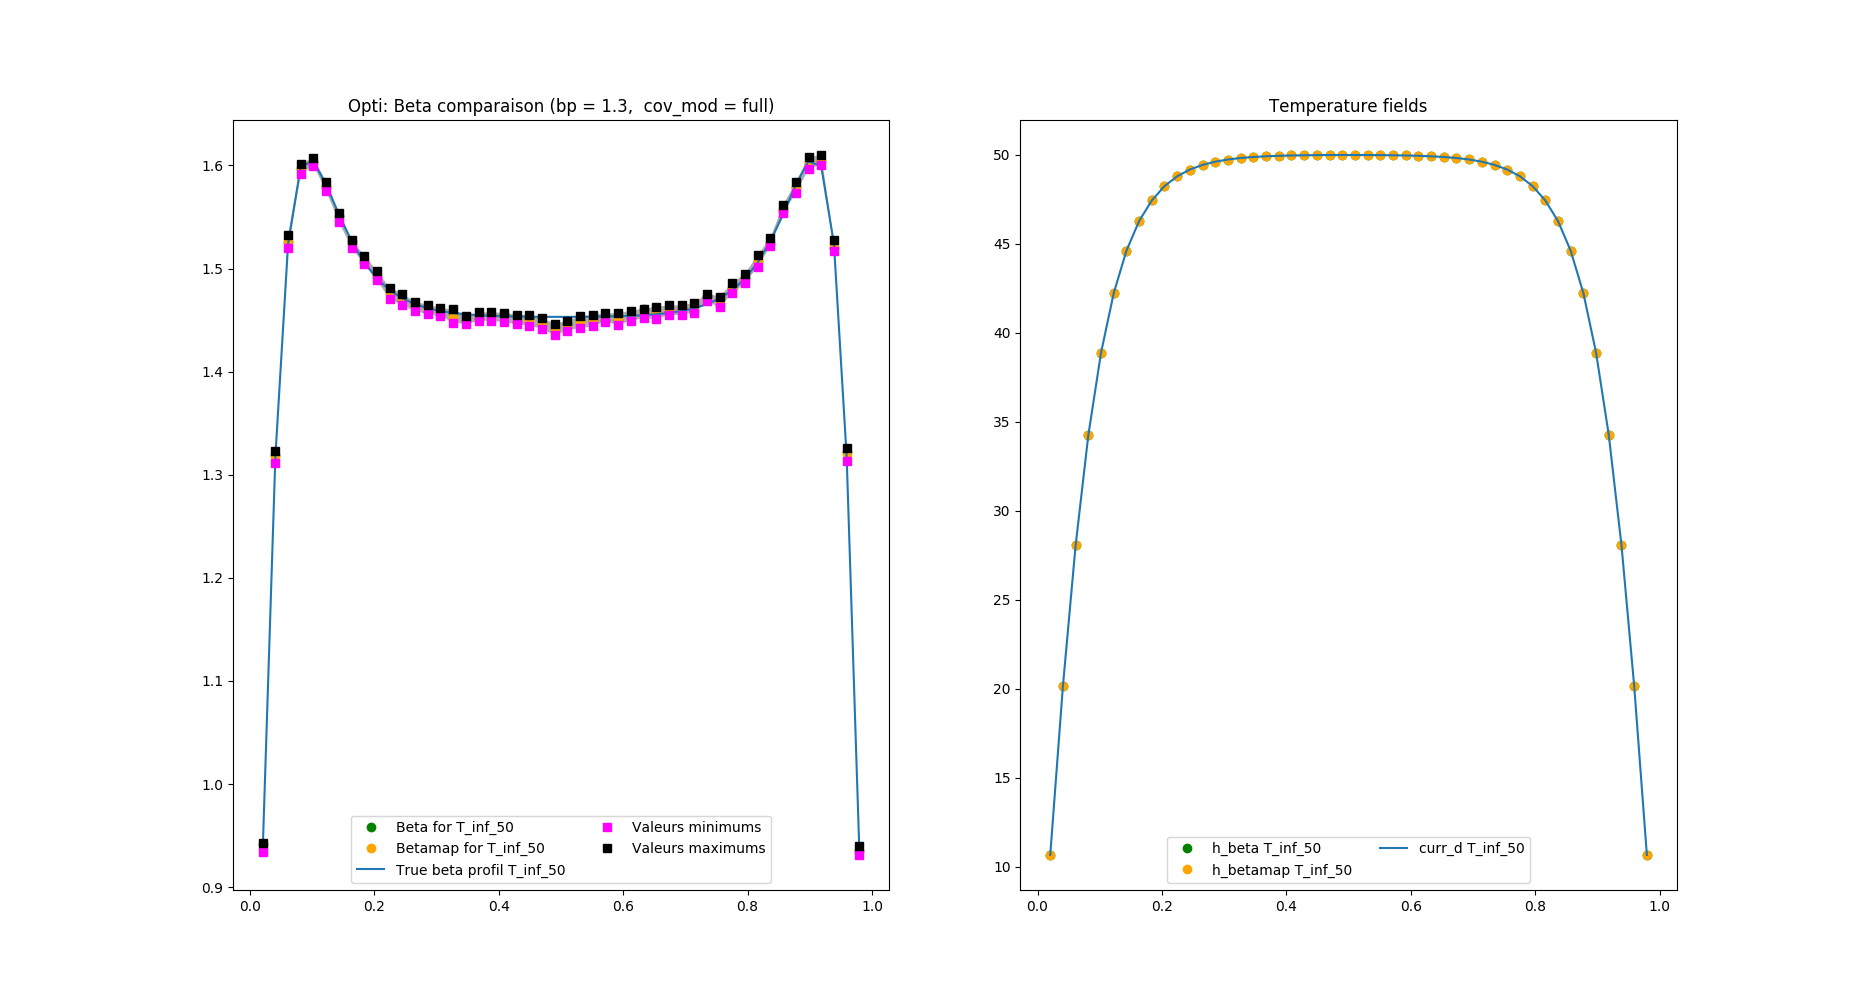 Opti: Beta comparaison (bp = 1.3,  cov_mod = full)
1.6
1.5
1.4
1.3
1.2
1.1
1.0
0.9
0.0 0.2 0.4 0.6 0.8 1.0
Beta for T_inf_50
Betamap for T_inf_50
True beta profil T_inf_50
Valeurs minimums
Valeurs maximums
Temperature fields
50
45
40
35
30
25
20
15
10
0.0 0.2 0.4 0.6 0.8 1.0
h_beta T_inf_50
h_betamap T_inf_50
curr_d T_inf_50